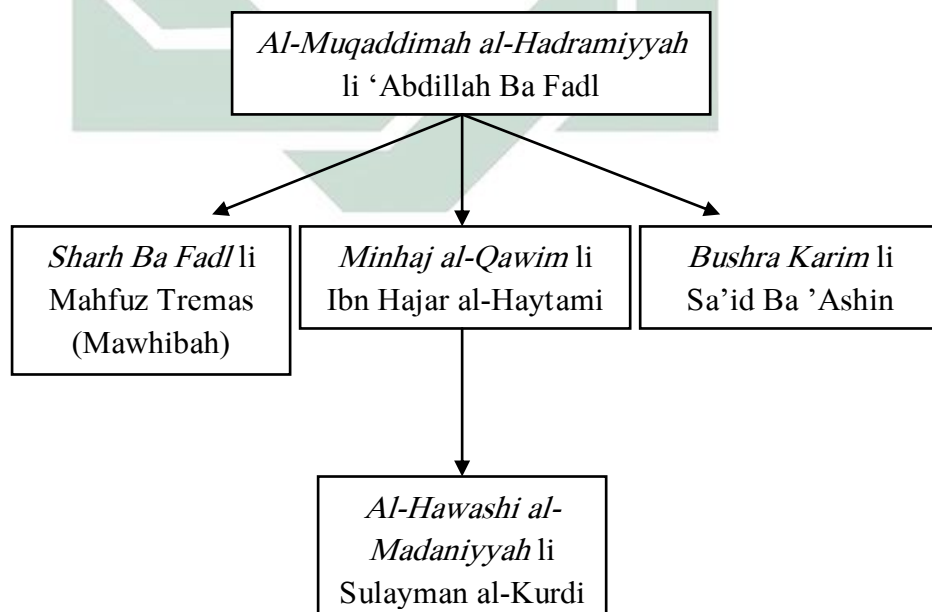 Al-Muqaddimah al-Hadramiyyah
li ‘Abdillah Ba Fadl
Sharh Ba Fadl li
Mahfuz Tremas
(Mawhibah)
Minhaj al-Qawim li
Ibn Hajar al-Haytami
Bushra Karim li
Sa’id Ba ’Ashin
Al-Hawashi al-
Madaniyyah li
Sulayman al-Kurdi